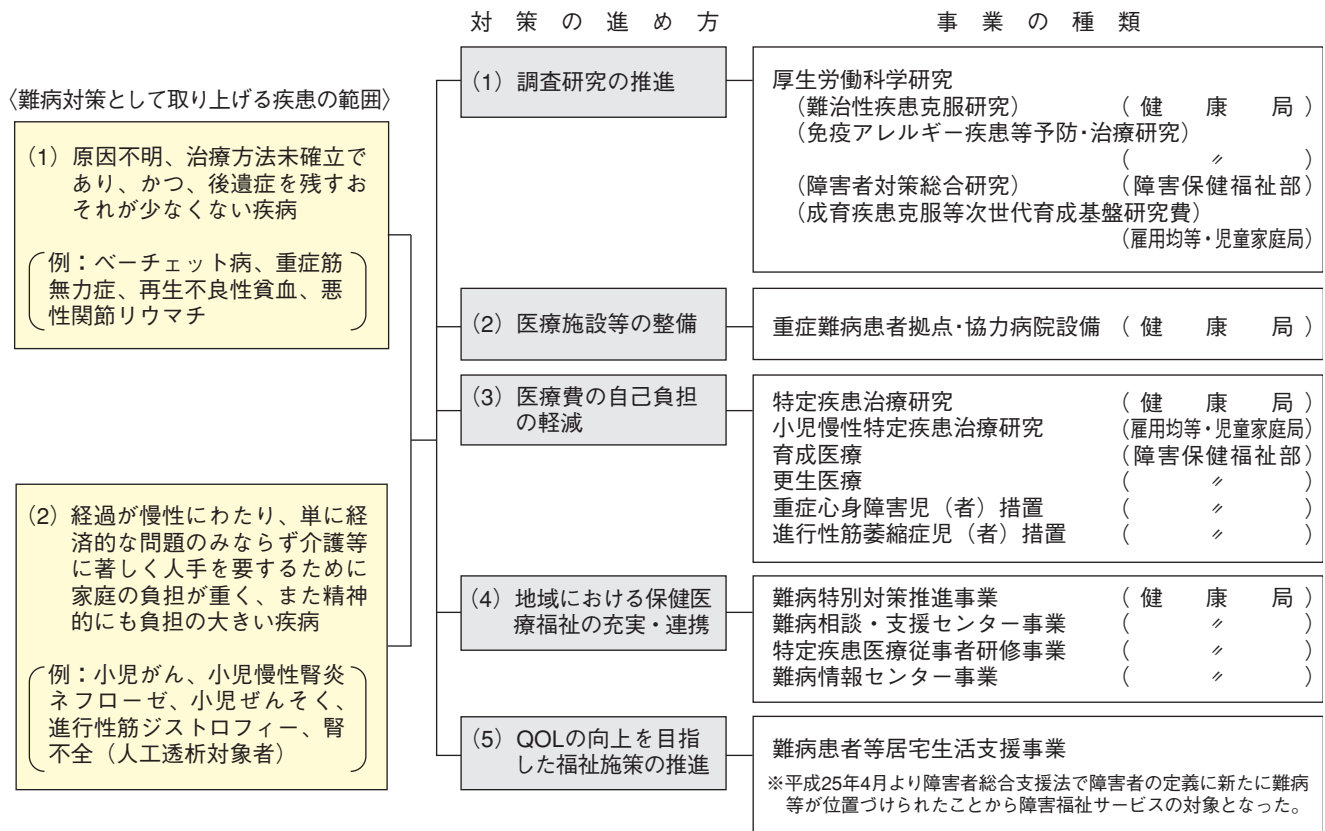 対策の進め方
事業の種類
〈難病対策として取り上げる疾患の範囲〉
(1) 原因不明、治療方法未確立で
あり、かつ、後遺症を残すお
それが少なくない疾病
例：ベーチェット病、重症筋
無力症、再生不良性貧血、悪
性関節リウマチ
(2) 経過が慢性にわたり、単に経
済的な問題のみならず介護等
に著しく人手を要するために
家庭の負担が重く、また精神
的にも負担の大きい疾病
例：小児がん、小児慢性腎炎
ネフローゼ、小児ぜんそく、
進行性筋ジストロフィー、腎
不全（人工透析対象者）
(1) 調査研究の推進
厚生労働科学研究
（難治性疾患克服研究） （健康局）
（免疫アレルギー疾患等予防・治療研究）
（〃）
（障害者対策総合研究） （障害保健福祉部）
（成育疾患克服等次世代育成基盤研究費）
（雇用均等・児童家庭局）
(2) 医療施設等の整備
重症難病患者拠点・協力病院設備 （健康局）
(3) 医療費の自己負担
の軽減
特定疾患治療研究 （健康局）
小児慢性特定疾患治療研究 （雇用均等・児童家庭局）
育成医療 （障害保健福祉部）
更生医療 （〃）
重症心身障害児（者）措置 （〃）
進行性筋萎縮症児（者）措置 （〃）
(4) 地域における保健医
療福祉の充実・連携
難病特別対策推進事業 （健康局）
難病相談・支援センター事業 （〃）
特定疾患医療従事者研修事業 （〃）
難病情報センター事業 （〃）
(5) QOLの向上を目指
した福祉施策の推進
難病患者等居宅生活支援事業
※平成25年4月より障害者総合支援法で障害者の定義に新たに難病
等が位置づけられたことから障害福祉サービスの対象となった。